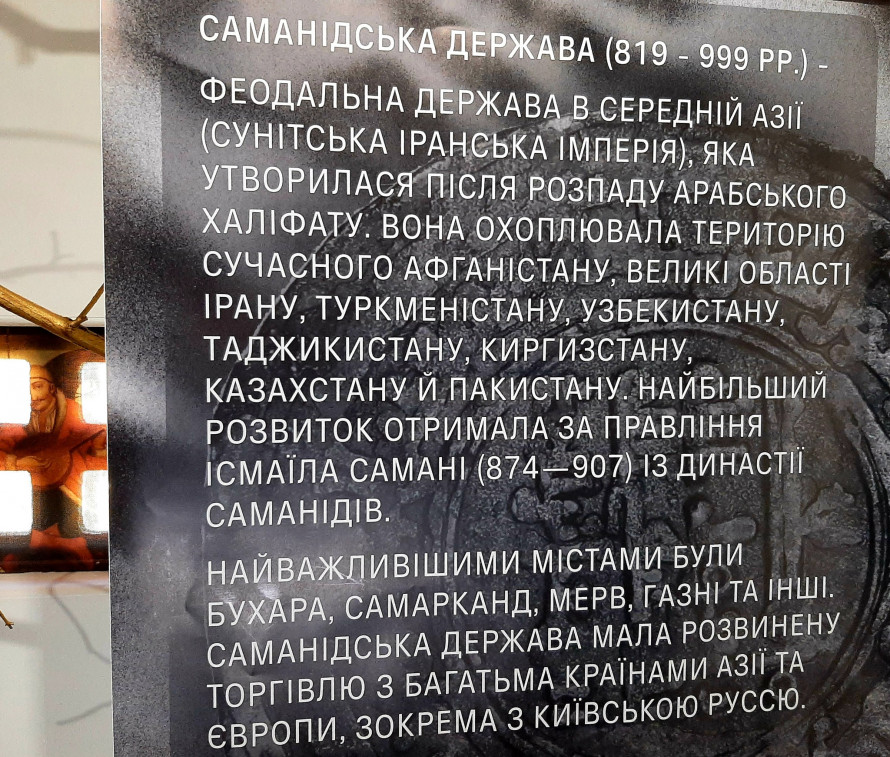 САМАНІДСЬКА ДЕРЖАВА (819 - 999 РР.) -
ФЕОДАЛЬНА ДЕРЖАВА В СЕРЕДНІЙ АЗІЇ
(СУНІТСЬКА ІРАНСЬКА ІМПЕРІЯ), ЯКА
УТВОРИЛАСЯ ПІСЛЯ РОЗПАДУ АРАБСЬКОГО
ХАЛІФАТУ. ВОНА ОХОПЛЮВАЛА ТЕРИТОРІЮ
СУЧАСНОГО АФГАНІСТАНУ, ВЕЛИКІ ОБЛАСТІ
ІРАНУ, ТУРКМЕНІСТАНУ, УЗБЕКИСТАНУ,
ТАДЖИКИСТАНУ, КИРГИЗСТАНУ,
КАЗАХСТАНУ Й ПАКИСТАНУ. НАЙБІЛЬШИЙ
РОЗВИТОК ОТРИМАЛА ЗА ПРАВЛІННЯ
ІСМАЇЛА САМАНІ (874—907) ІЗ ДИНАСТІЇ
САМАНІДІВ.
НАЙВАЖЛИВІШИМИ МІСТАМИ БУЛИ
БУХАРА, САМАРКАНД, МЕРВ, ГАЗНІ ТА ІНШІ.
САМАНІДСЬКА ДЕРЖАВА МАЛА РОЗВИНЕНУ
ТОРГІВЛЮ З БАГАТЬМА КРАЇНАМИ АЗІЇ ТА
ЄВРОПИ, ЗОКРЕМА З КИЇВСЬКОЮ РУССЮ.